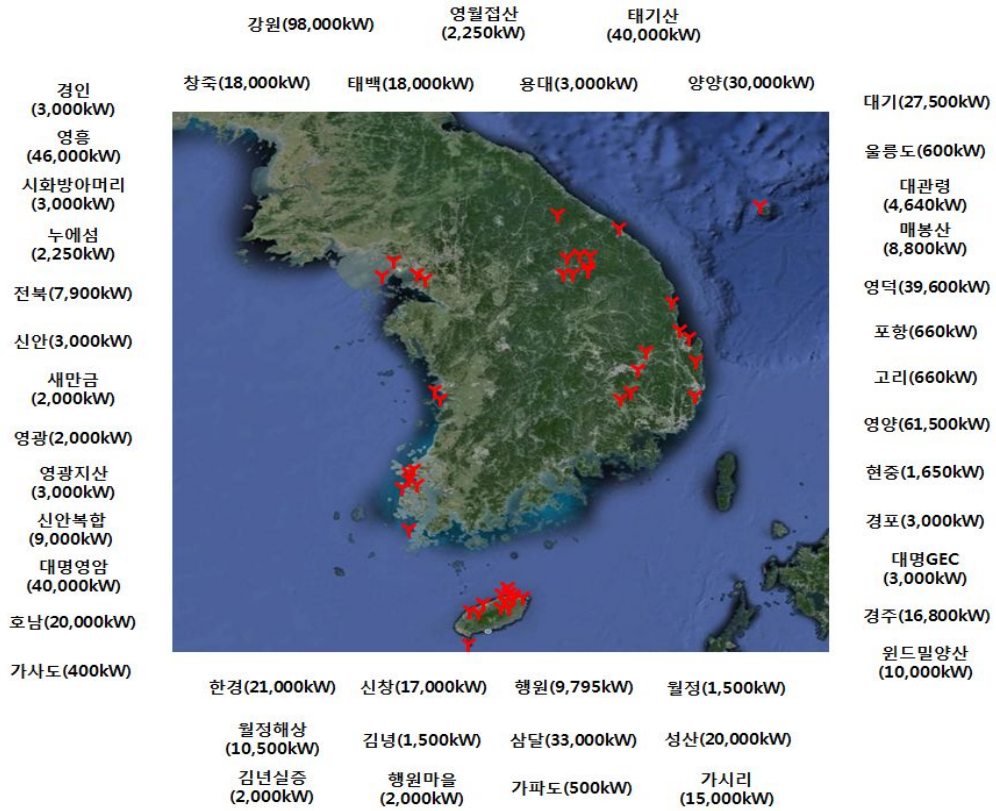 강원(98,000kW)
영월접산
(2,250kW)
태기산
(40,000kW)
창죽(18,000kW)
태백(18,000kW)
용대(3,000kW)
양양(30,000kW)
경인
(3,000kW)
영흥
(46,000kW)
시화방아머리
(3,000kW)
누에섬
(2,250kW)
전북(7,900kW)
신안(3,000kW)
새만금
(2,000kW)
영광(2,000kW)
영광지산
(3,000kW)
신안복합
(9,000kW)
대명영암
(40,000kW)
호남(20,000kW)
가사도(400kW)
대기(27,500kW)
울릉도(600kW)
대관령
(4,640kW)
매봉산
(8,800kW)
영덕(39,600kW)
포항(660kW)
고리(660kW)
영양(61,500kW)
현중(1,650kW)
경포(3,000kW)
대명GEC
(3,000kW)
경주(16,800kW)
윈드밀양산
(10,000kW)
한경(21,000kW)
신창(17,000kW)
행원(9,795kW)
월정(1,500kW)
월정해상
(10,500kW)
김녕(1,500kW)
삼달(33,000kW)
성산(20,000kW)
김년실증
(2,000kW)
행원마을
(2,000kW)
가파도(500kW)
가시리
(15,000kW)